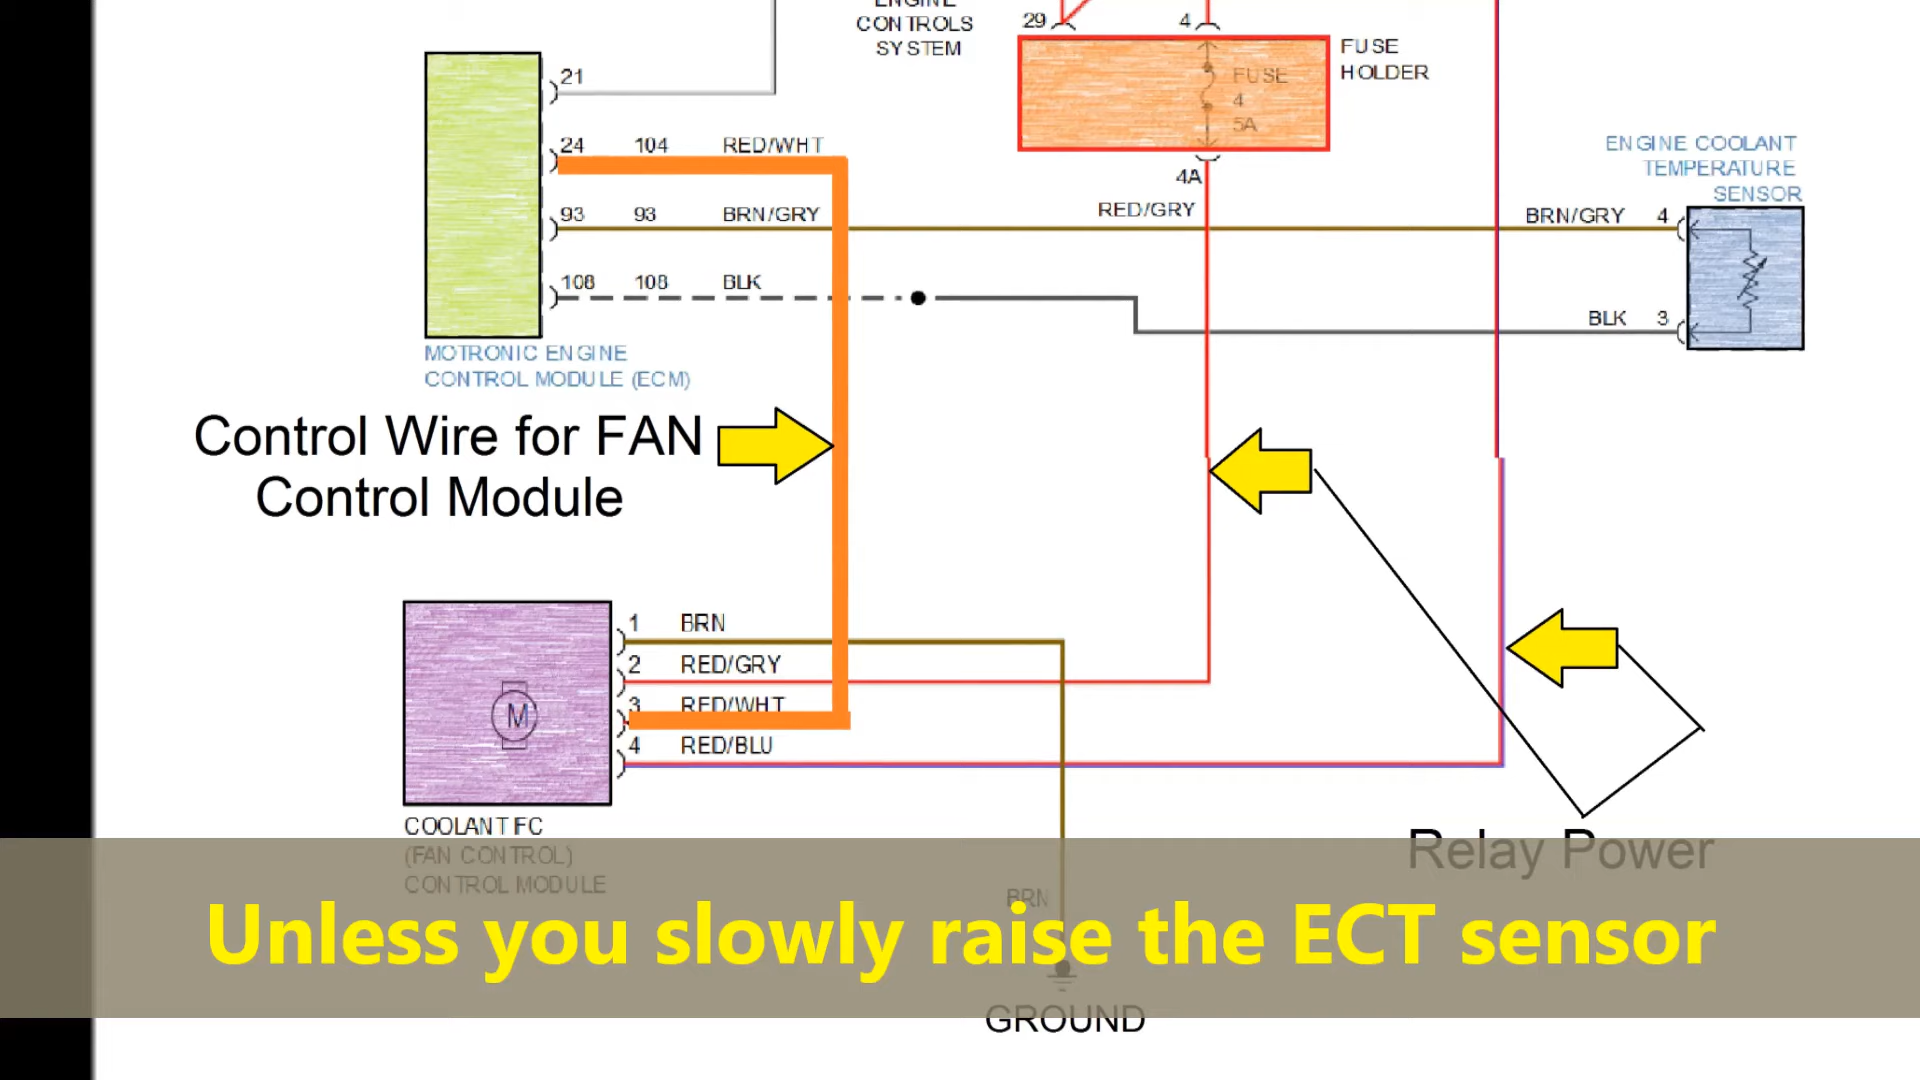 ENGINE
CONTROLS
SYSTEM
29
4
FUSE
HOLDER
FUSE
4
5A
4A
RED/GRY
21
24 104 RED/WHT
93 93 BRN/GRY
108 108 BLK
MOTRONIC ENGINE
CONTROL MODULE (ECM)
ENGINE COOLANT
TEMPERATURE
SENSOR
BRN/GRY 4
BLK 3
Control Wire for FAN
Control Module
1 BRN
2 RED/GRY
3 RED/WHT
4 RED/BLU
M
COOLANT FC
(FAN CONTROL)
CONTROL MODULE
Relay Power
BRN
Unless you slowly raise the ECT sensor
GROUND